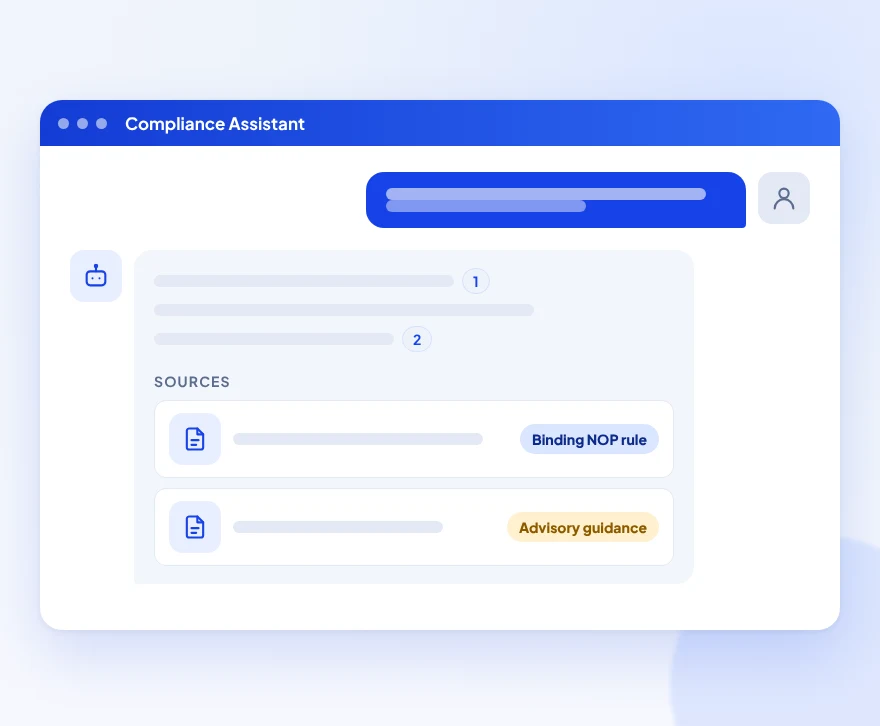 Compliance Assistant
1
2
SOURCES
Binding NOP rule
Advisory guidance